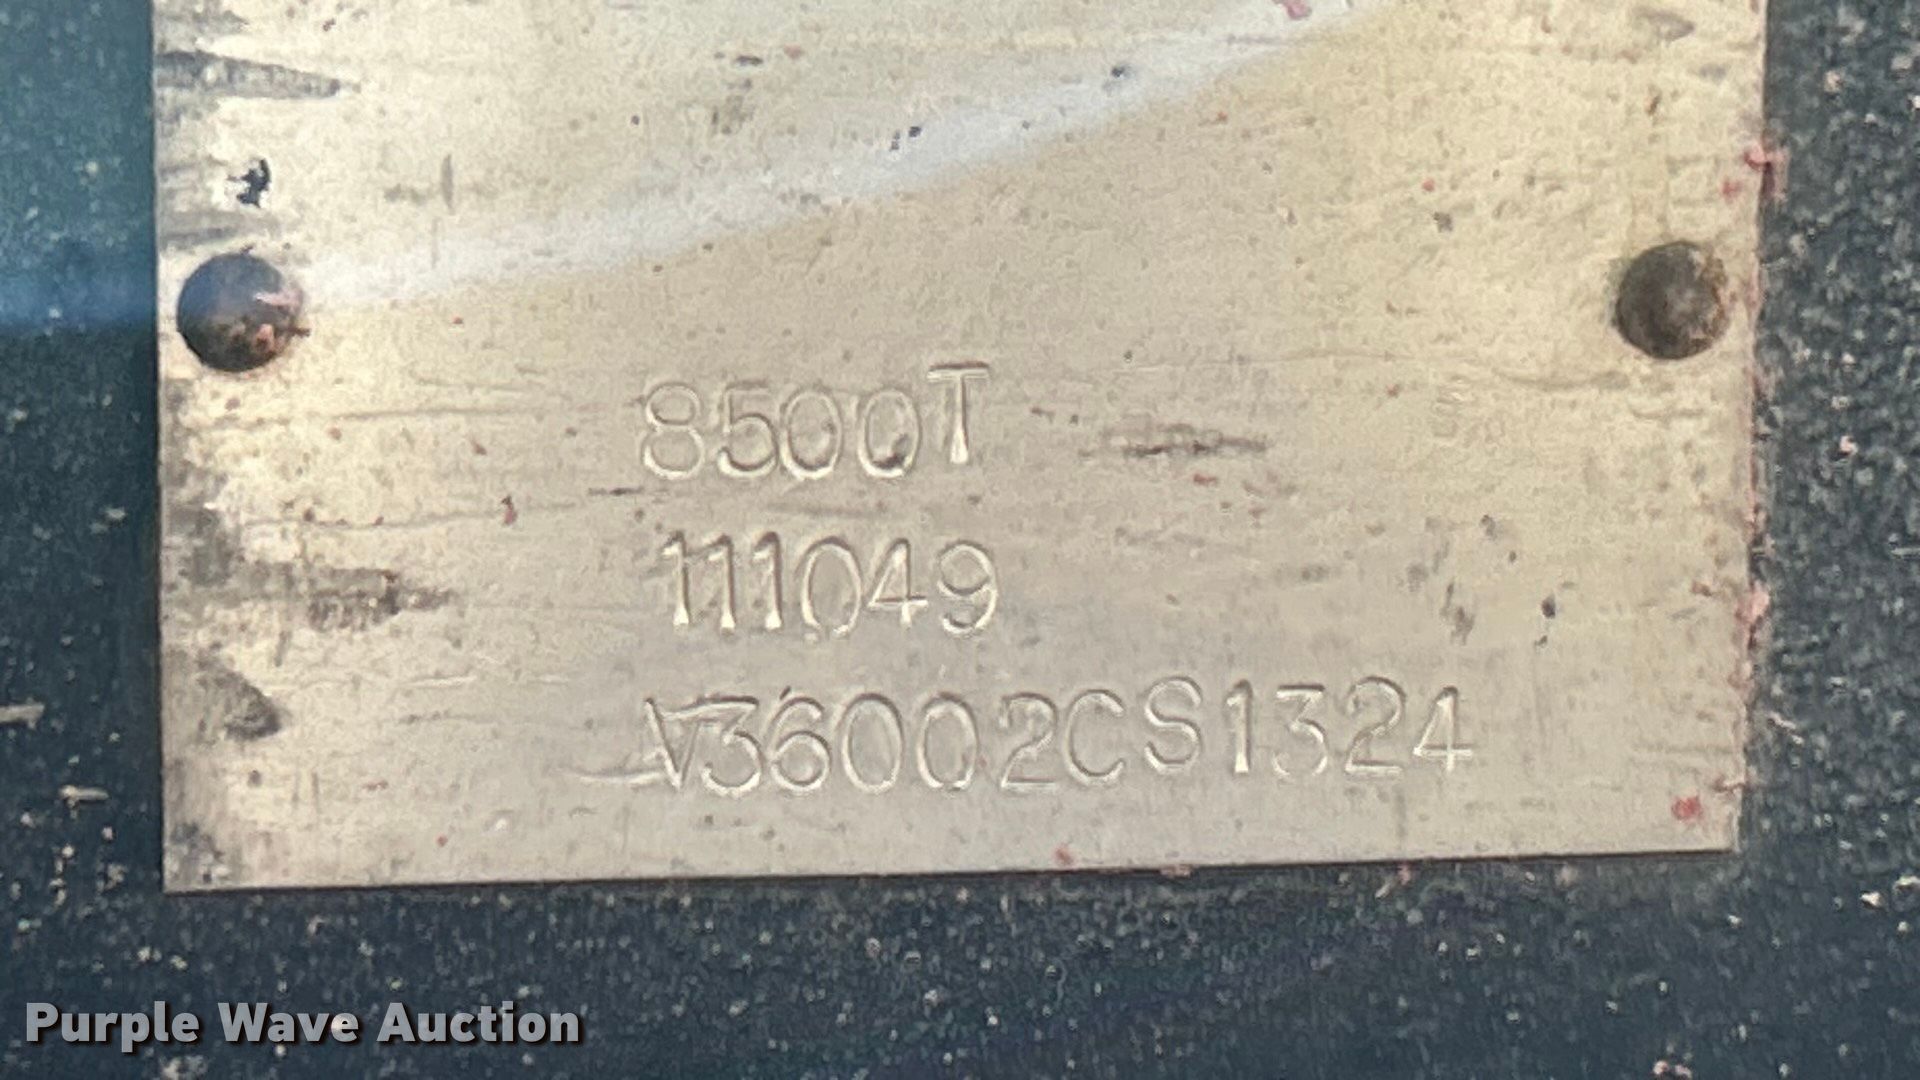 8500T
111049
V36002CS1324
Purple Wave Auction